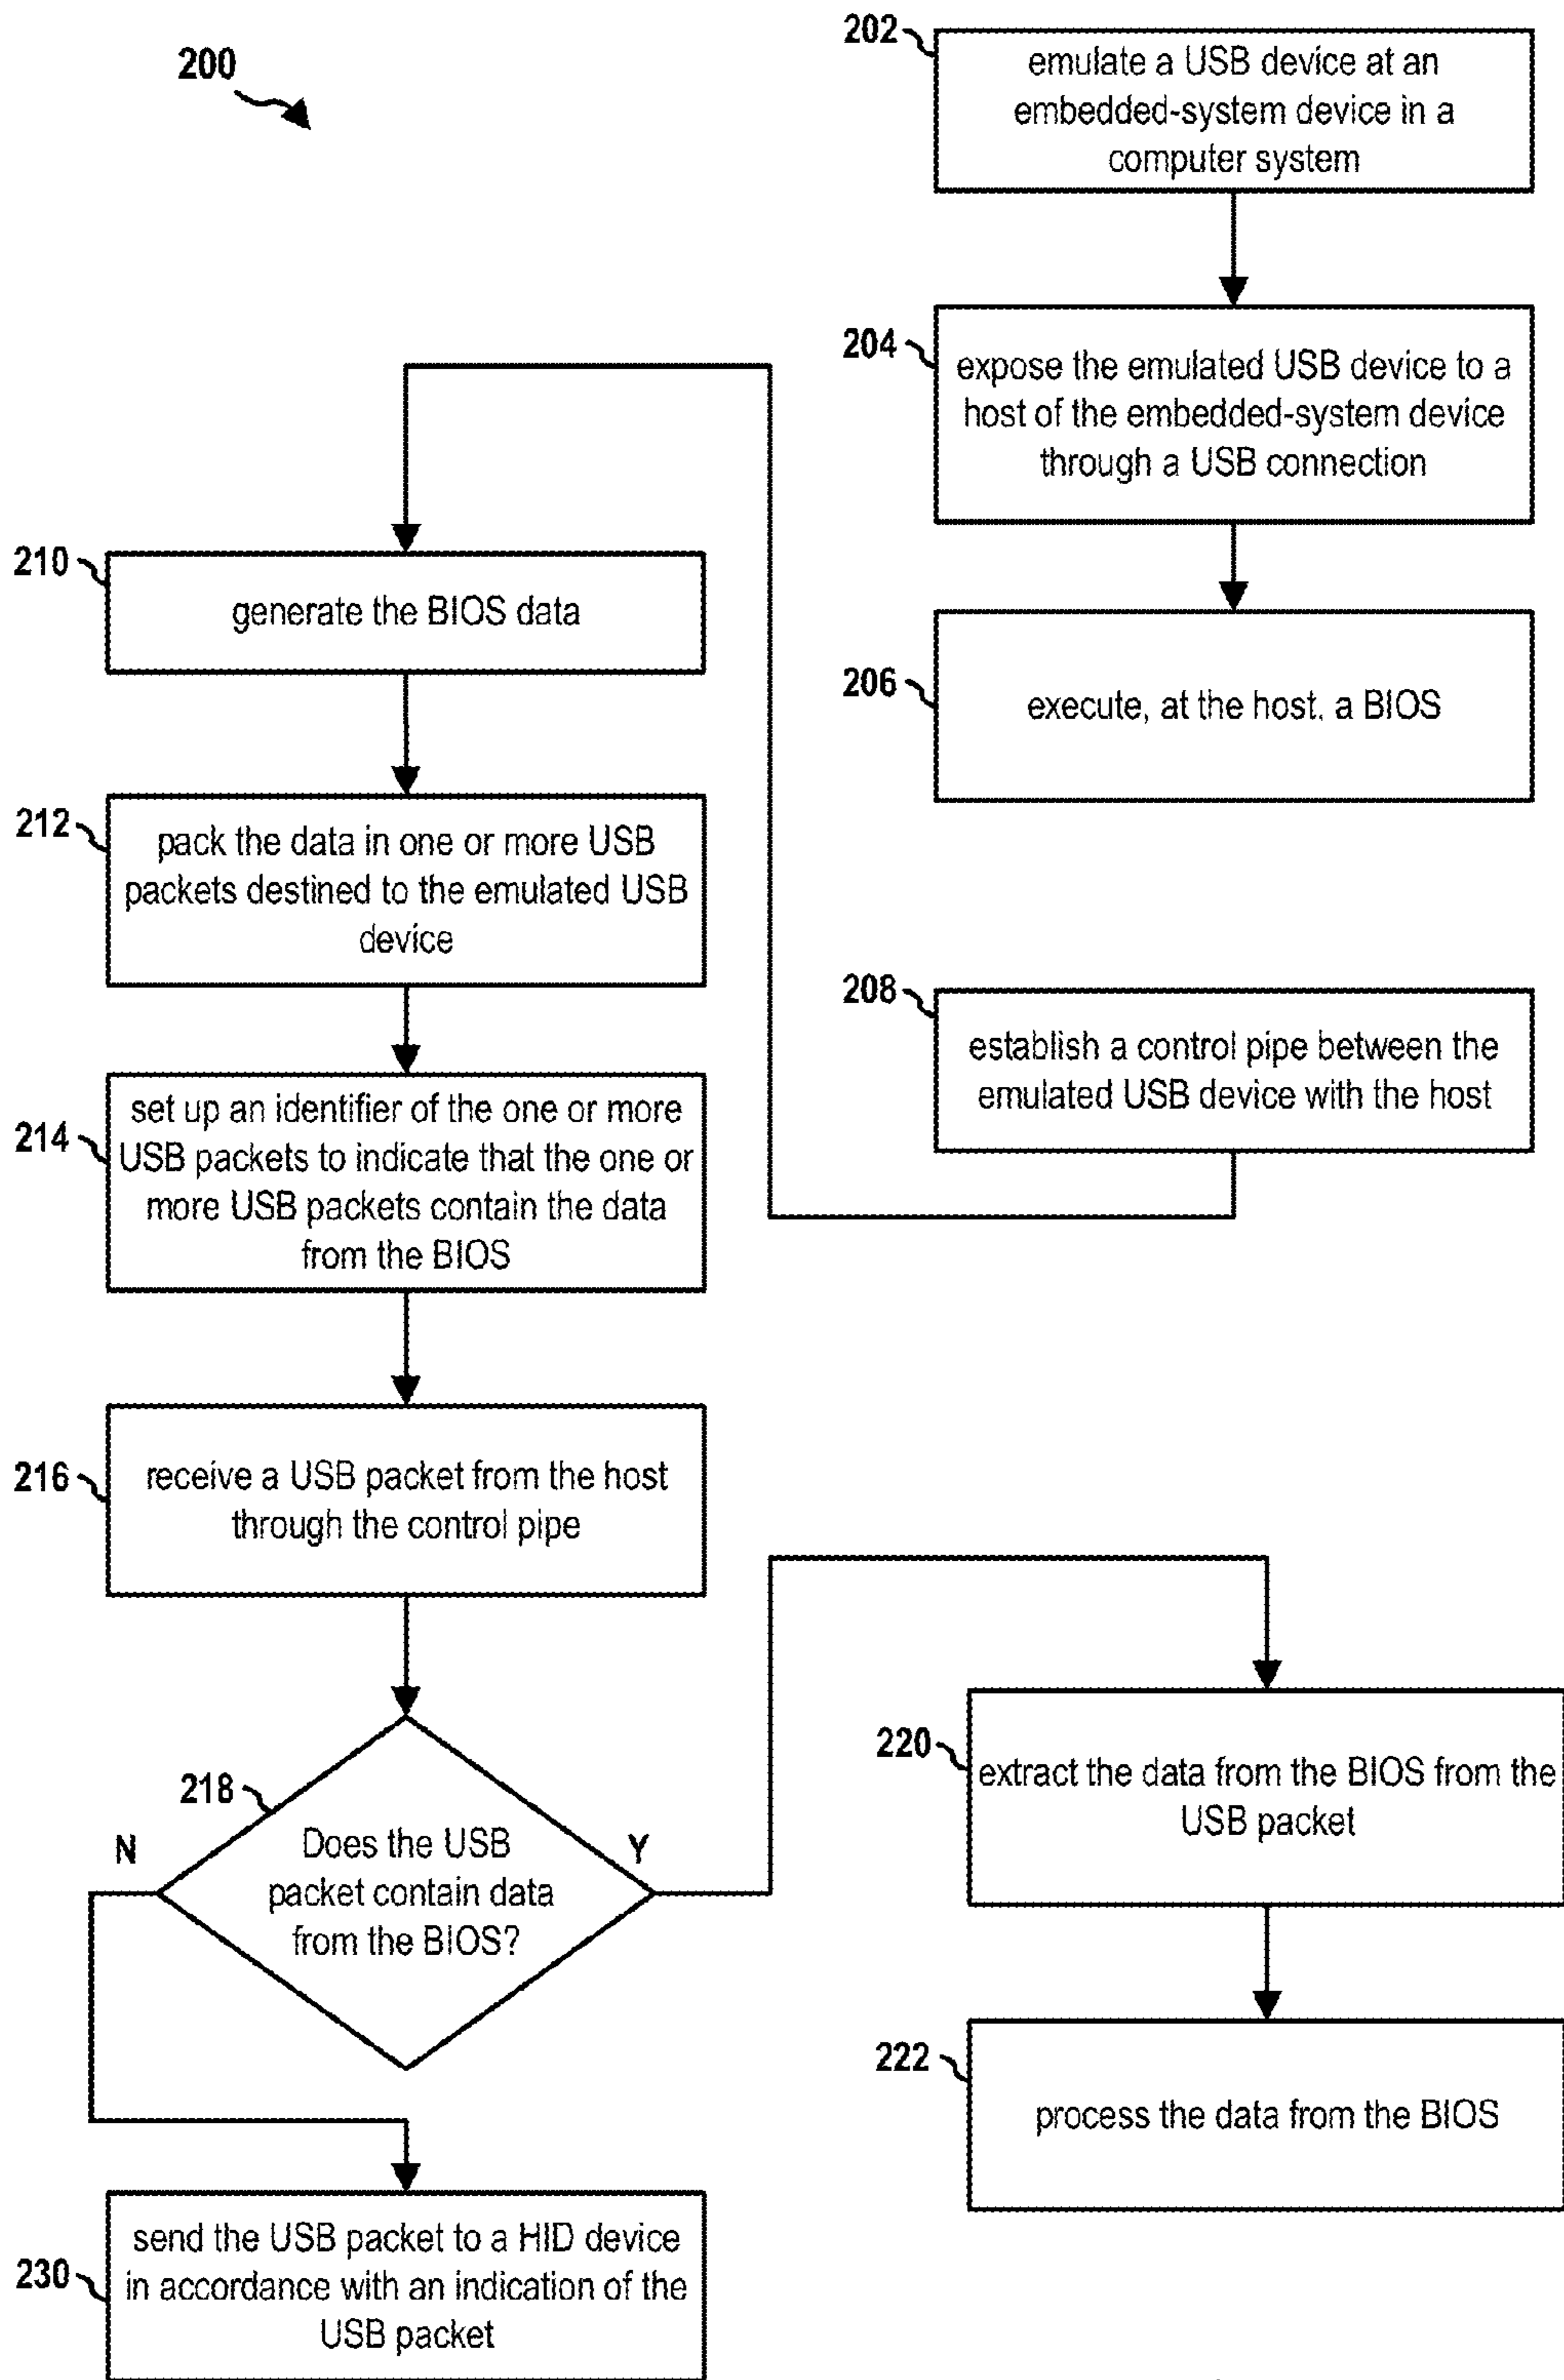 200
202
emulate a USB device at an
embedded-system device in a
computer system
204
expose the emulated USB device to a
host of the embedded-system device
through a USB connection
206
execute, at the host, a BIOS
208
establish a control pipe between the
emulated USB device with the host
210
generate the BIOS data
212
pack the data in one or more USB
packets destined to the emulated USB
device
214
set up an identifier of the one or more
USB packets to indicate that the one or
more USB packets contain the data
from the BIOS
216
receive a USB packet from the host
through the control pipe
218
Does the USB
packet contain data
from the BIOS?
N
Y
220
extract the data from the BIOS from the
USB packet
222
process the data from the BIOS
230
send the USB packet to a HID device
in accordance with an indication of the
USB packet